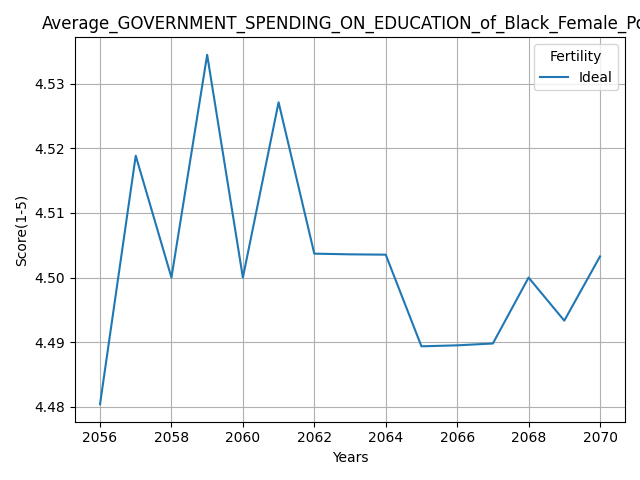 Average_GOVERNMENT_SPENDING_ON_EDUCATION_of_Black_Female_Po
Fertility
Ideal
4.53
4.52
4.51
4.50
4.49
4.48
Score(1-5)
2056 2058 2060 2062 2064 2066 2068 2070
Years